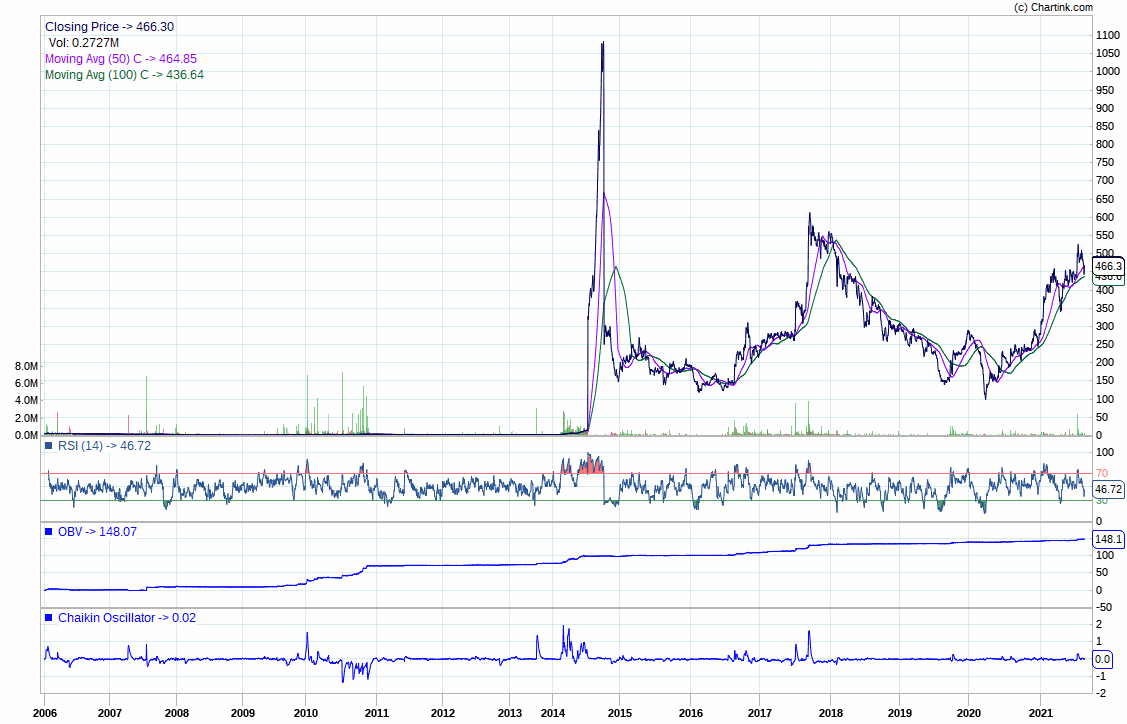 (c) Chartink.com
Closing Price -> 466.30
Vol: 0.2727M
Moving Avg (50) C -> 464.85
Moving Avg (100) C -> 436.64
1100
1050
1000
950
900
850
800
750
700
650
600
550
500
466.3
400
350
300
250
200
150
100
50
0
8.0M
6.0M
4.0M
2.0M
0.0M
RSI (14) -> 46.72
100
70
46.72
30
0
OBV -> 148.07
148.1
100
50
0
-50
Chaikin Oscillator -> 0.02
2
1
0.0
-1
-2
2006 2007 2008 2009 2010 2011 2012 2013 2014 2015 2016 2017 2018 2019 2020 2021